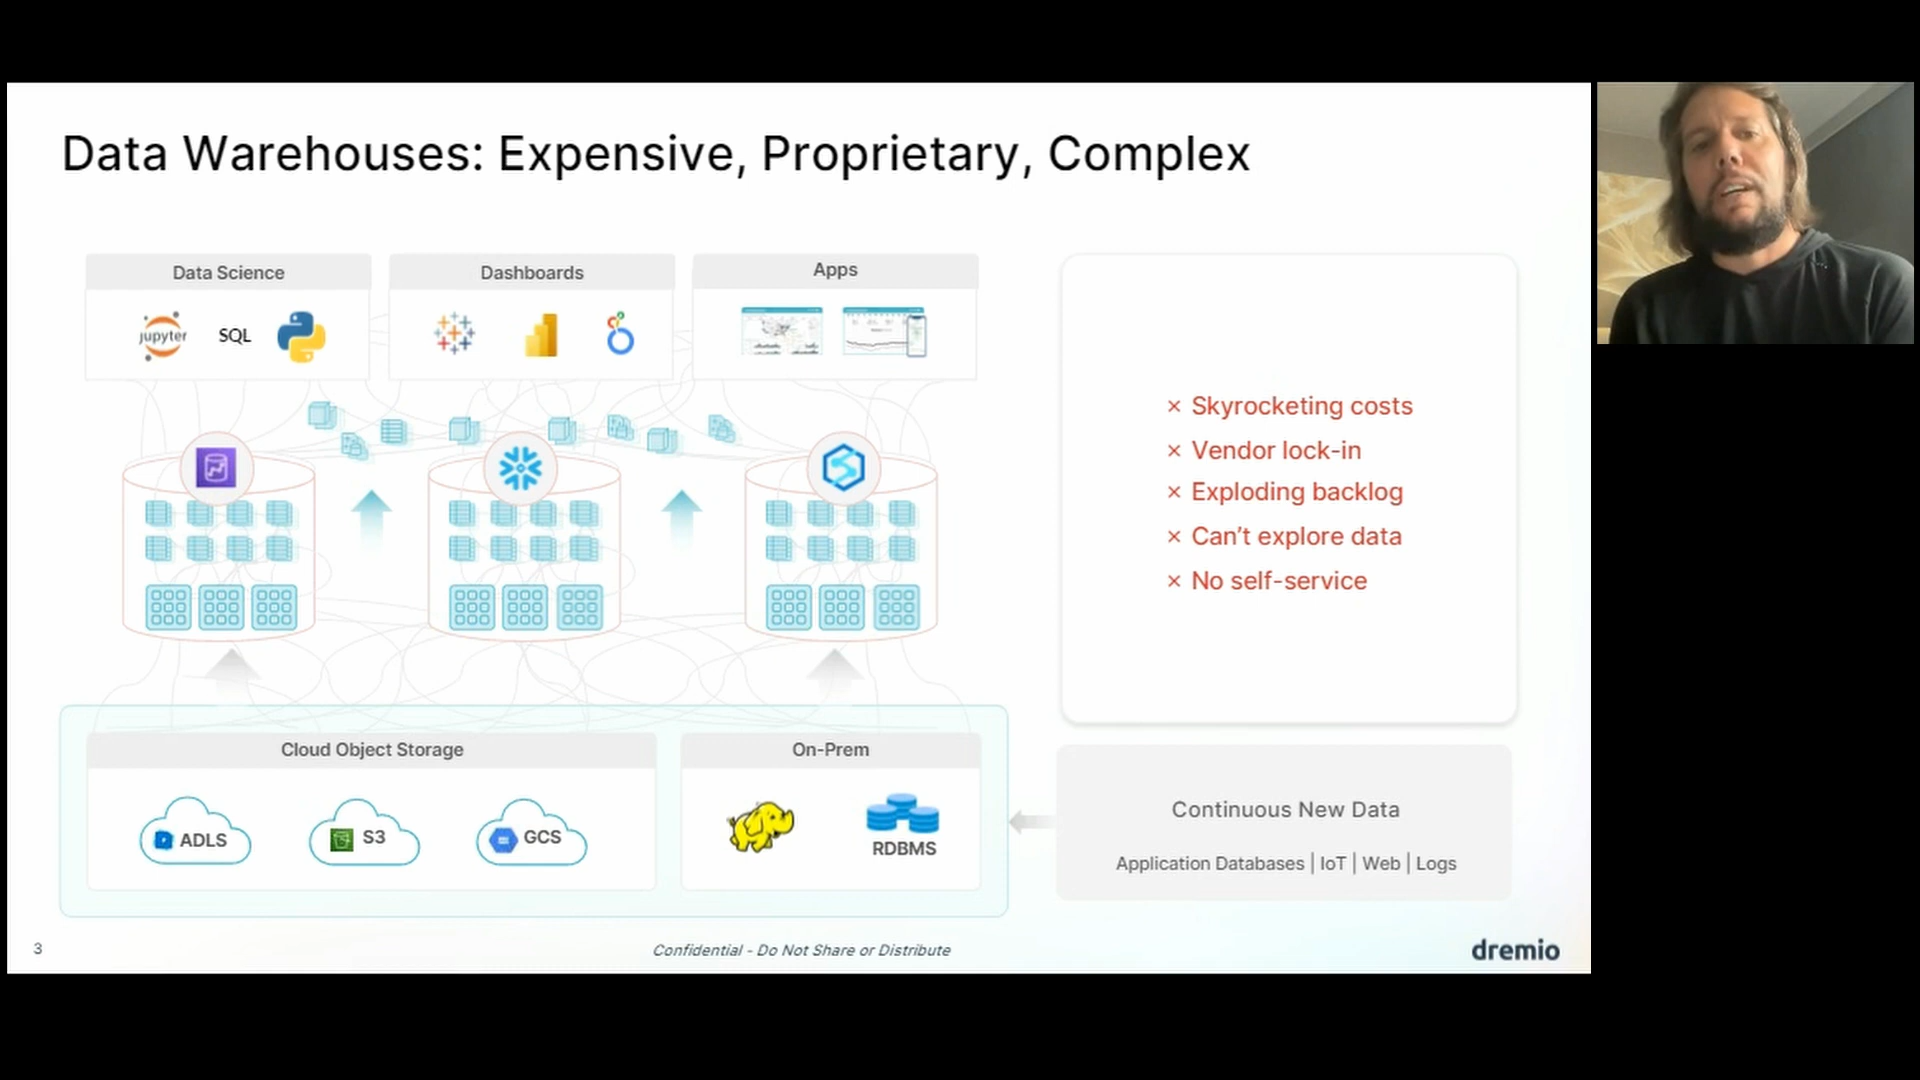 Data Warehouses: Expensive, Proprietary, Complex
Data Science
Dashboards
Apps
jupyter
SQL
× Skyrocketing costs
× Vendor lock-in
× Exploding backlog
× Can't explore data
× No self-service
Cloud Object Storage
On-Prem
ADLS
S3
GCS
RDBMS
Continuous New Data
Application Databases | IoT | Web | Logs
3
Confidential - Do Not Share or Distribute
dremio